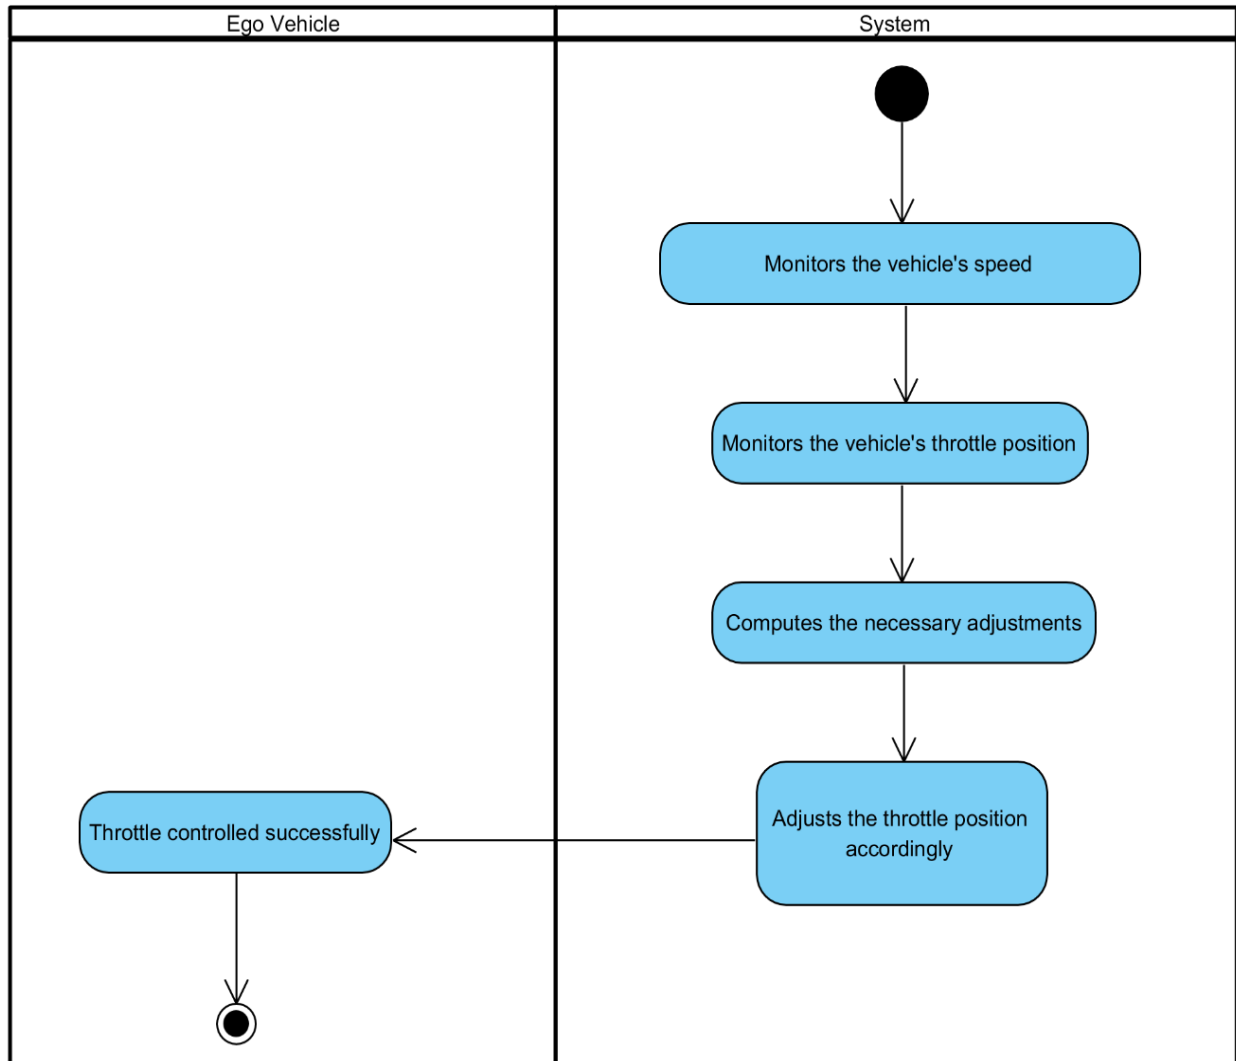 Ego Vehicle
System
Monitors the vehicle's speed
Monitors the vehicle's throttle position
Computes the necessary adjustments
Adjusts the throttle position
accordingly
Throttle controlled successfully